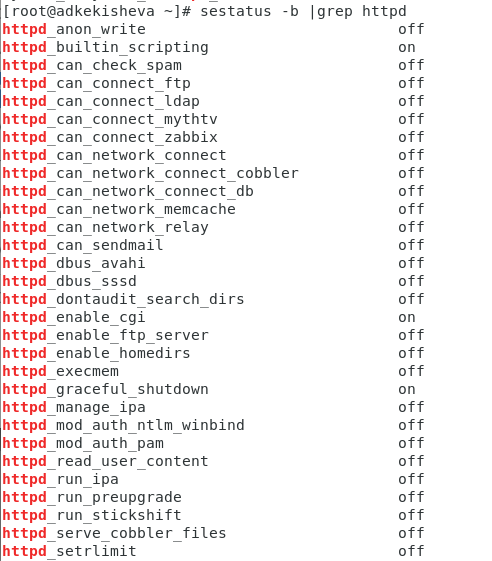 [root@adkekisheva ~]# sestatus -b |grep httpd
httpd_anon_write off
httpd_builtin_scripting on
httpd_can_check_spam off
httpd_can_connect_ftp off
httpd_can_connect_ldap off
httpd_can_connect_mythtv off
httpd_can_connect_zabbix off
httpd_can_network_connect off
httpd_can_network_connect_cobbler off
httpd_can_network_connect_db off
httpd_can_network_memcache off
httpd_can_network_relay off
httpd_can_sendmail off
httpd_dbus_avahi off
httpd_dbus_sssd off
httpd_dontaudit_search_dirs off
httpd_enable_cgi on
httpd_enable_ftp_server off
httpd_enable_homedirs off
httpd_execmem off
httpd_graceful_shutdown on
httpd_manage_ipa off
httpd_mod_auth_ntlm_winbind off
httpd_mod_auth_pam off
httpd_read_user_content off
httpd_run_ipa off
httpd_run_preupgrade off
httpd_run_stickshift off
httpd_serve_cobbler_files off
httpd_setrlimit off